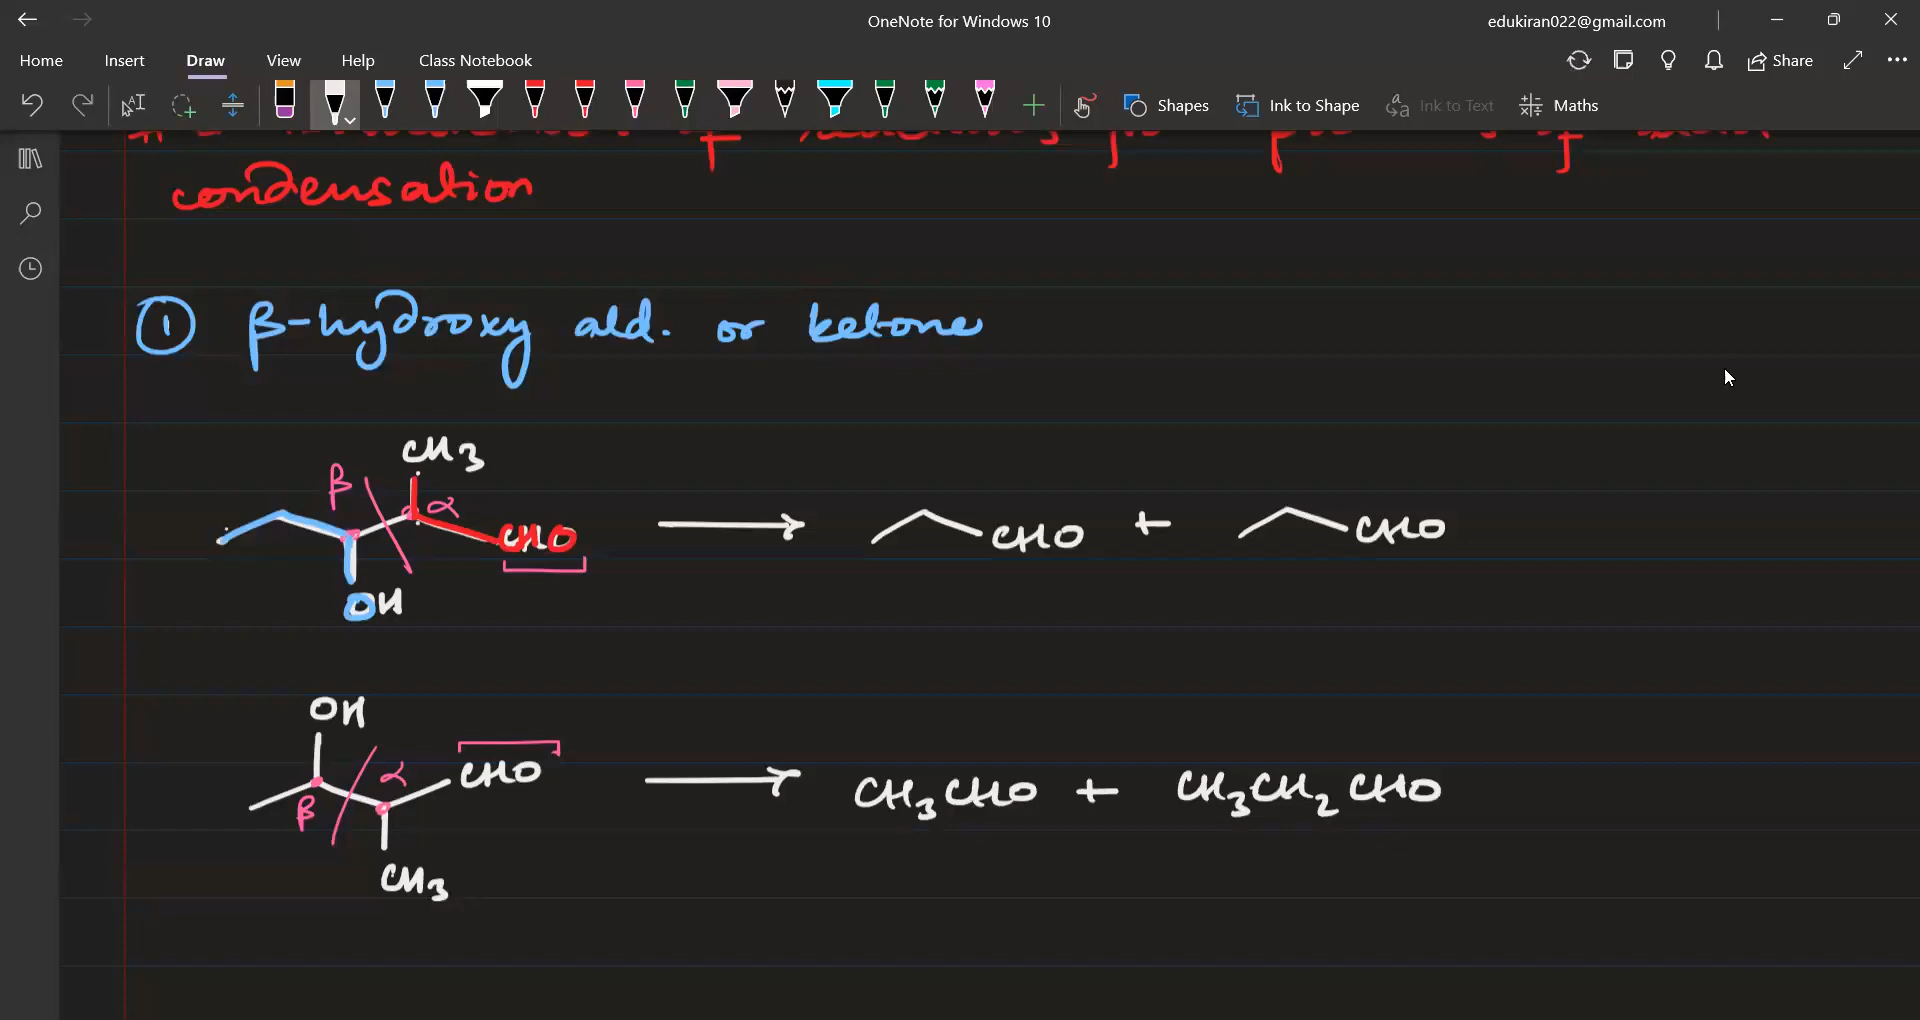 OneNote for Windows 10
edukiran022@gmail.com
Home Insert Draw View Help Class Notebook
Share
Shapes Ink to Shape Ink to Text Maths
condensation
① β-hydroxy ald. or ketone
CH3
β α
CHO → CHO + CHO
OH
OH
α CHO → CH3CHO + CH3CH2CHO
β
CH3